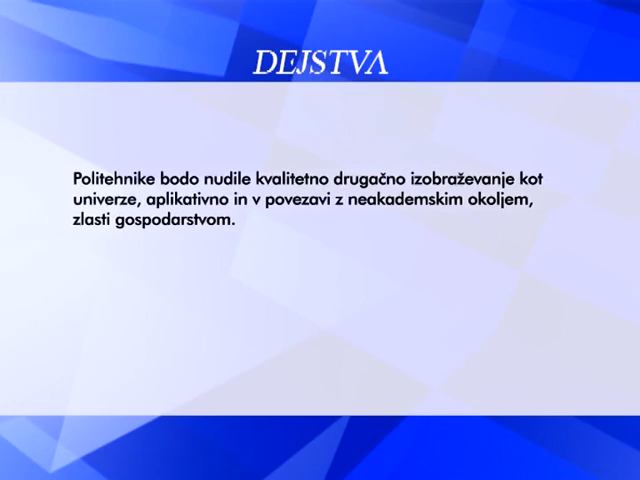 DEJSTVA
Politehnike bodo nudile kvalitetno drugačno izobraževanje kot
univerze, aplikativno in v povezavi z neakademskim okoljem,
zlasti gospodarstvom.